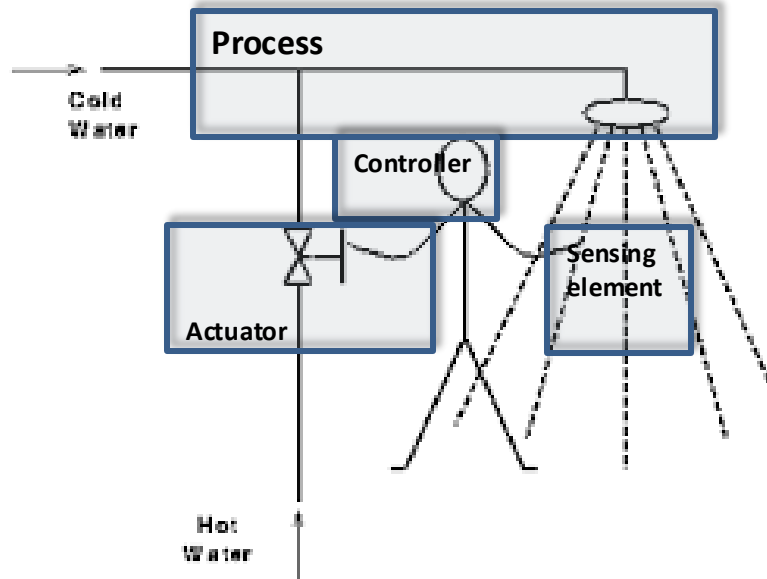 Process
Cold
Water
Controller
Sensing
element
Actuator
Hot
Water